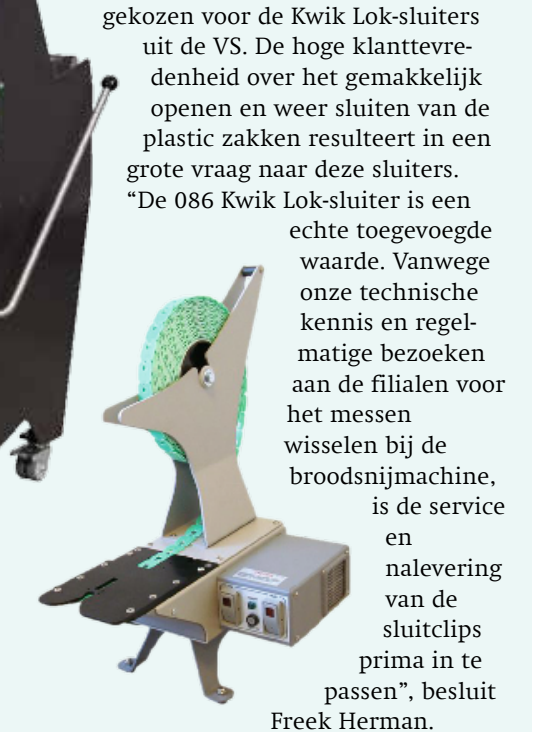 gekozen voor de Kwik Lok-sluiters
uit de VS. De hoge klanttevre-
denheid over het gemakkelijk
openen en weer sluiten van de
plastic zakken resulteert in een
grote vraag naar deze sluiters.
“De 086 Kwik Lok-sluiter is een
echte toegevoegde
waarde. Vanwege
onze technische
kennis en regel-
matige bezoeken
aan de filialen voor
het messen
wisselen bij de
broodsnijmachine,
is de service
en
nalevering
van de
sluitclips
prima in te
passen”, besluit
Freek Herman.